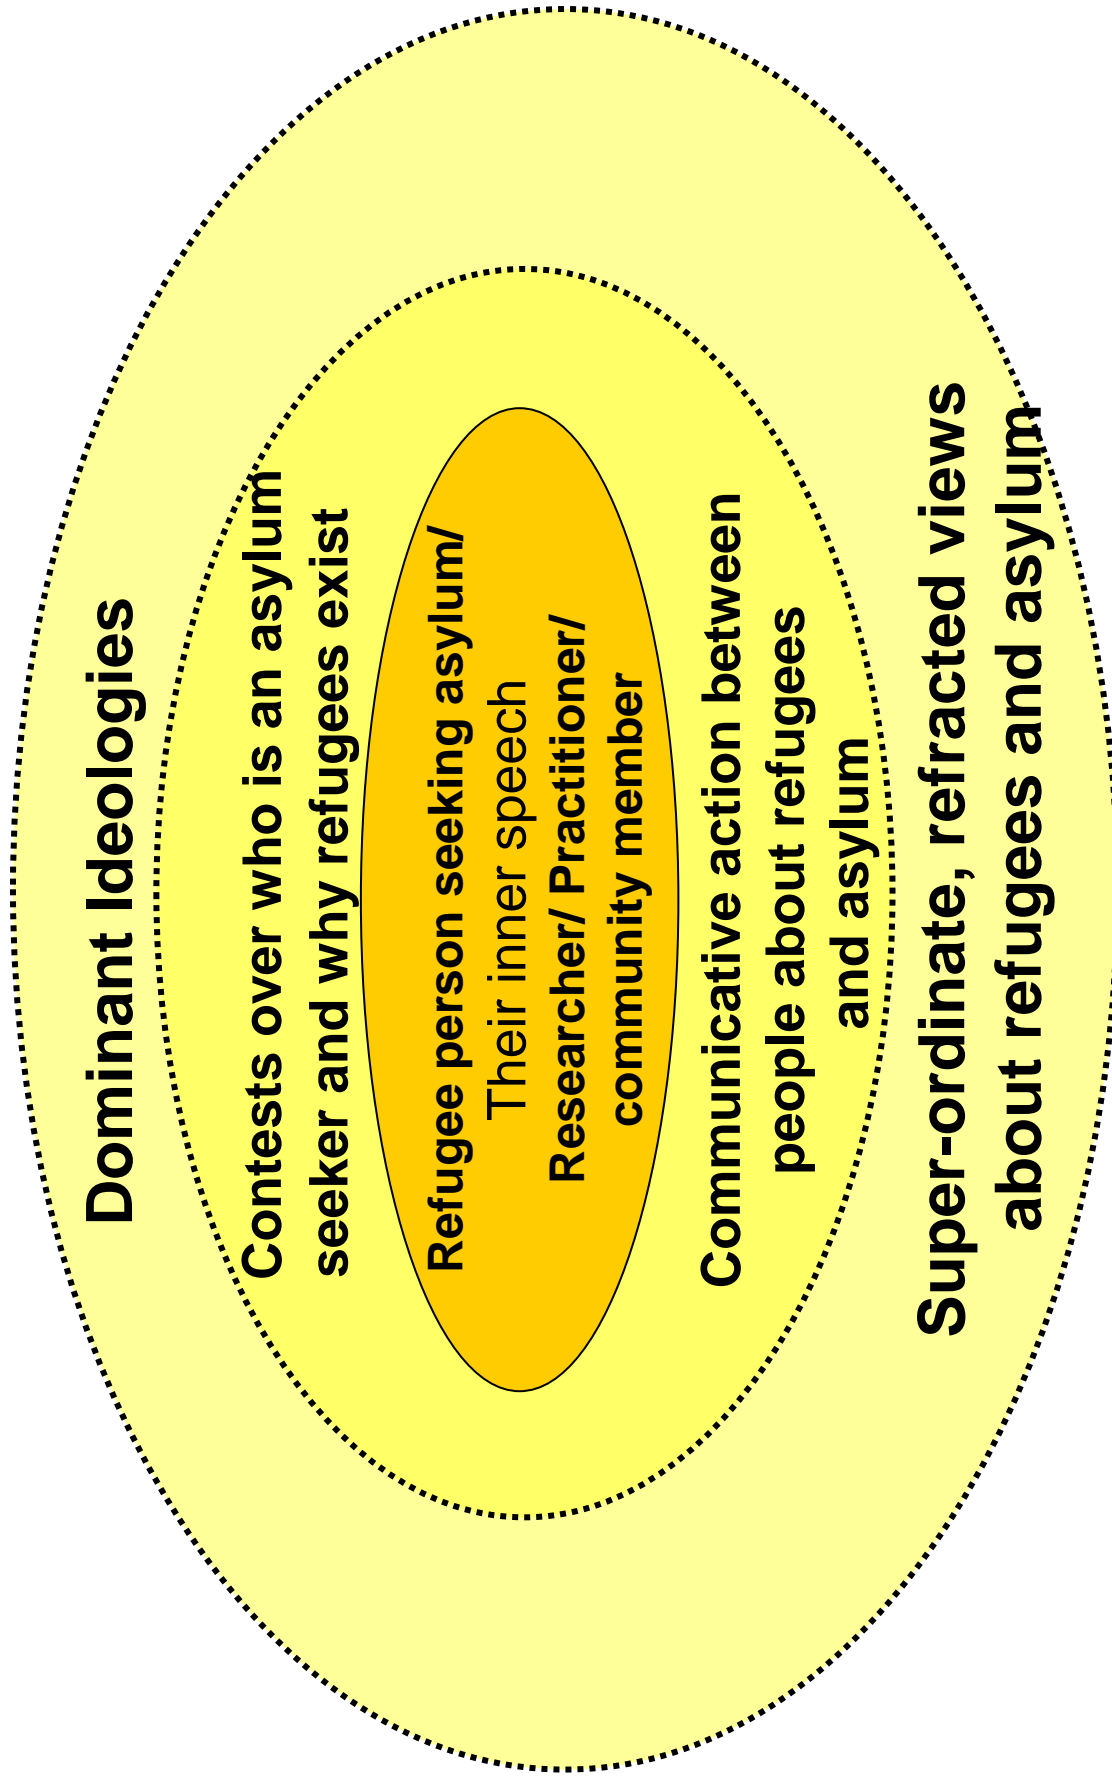 Dominant Ideologies
Contests over who is an asylum
seeker and why refugees exist
Refugee person seeking asylum/
Their inner speech
Researcher/ Practitioner/
community member
Communicative action between
people about refugees
and asylum
Super-ordinate, refracted views
about refugees and asylum